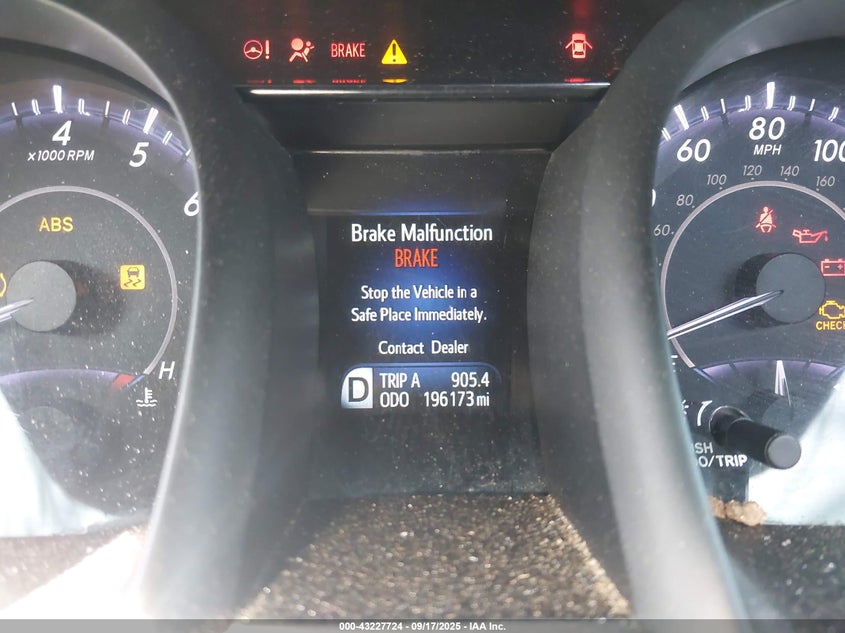 BRAKE
4
x1000 RPM
5
6
ABS
H
Brake Malfunction
BRAKE
Stop the Vehicle in a
Safe Place Immediately.
Contact Dealer
D
TRIP A 905.4
ODO 196173 mi
60
80
MPH
100
60
80
100
120
140
160
CHECK
F
SH
O/TRIP
000-43227724 - 09/17/2025 - IAA Inc.